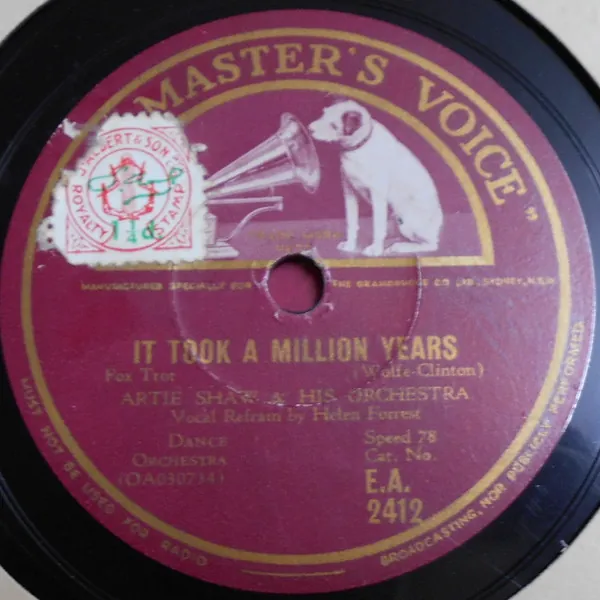 MASTER'S VOICE"
J. ALBERT & SON
ROYALTY STAMP
MANUFACTURED SPECIALLY FOR THE GRAMOPHONE CO LTD., SYDNEY, N.S.W.
IT TOOK A MILLION YEARS
Fox Trot (Wolfe-Clinton)
ARTIE SHAW & HIS ORCHESTRA
Vocal Refrain by Helen Forrest
DANCE Speed 78
ORCHESTRA Cat. No.
(OA030734) E.A.
2412
MUST NOT BE USED FOR RADIO BROADCASTING, NOR PUBLICLY PERFORMED